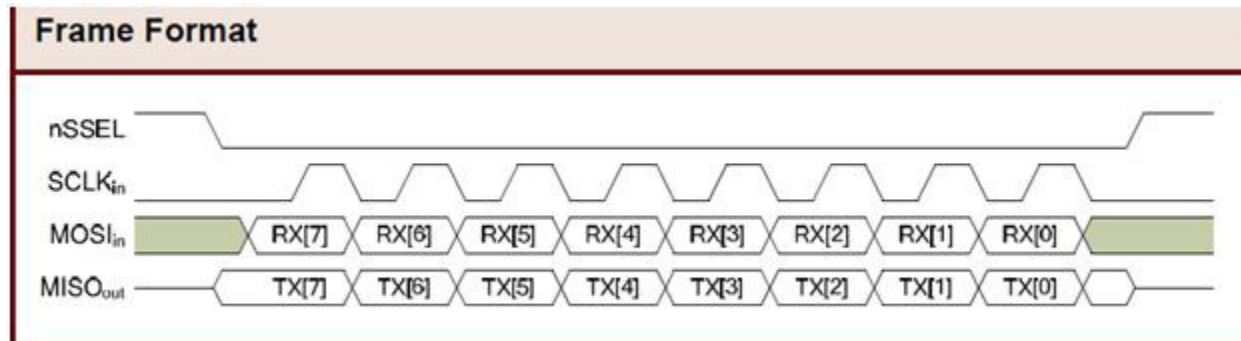 Frame Format
nSSEL
SCLKin
MOSIin RX[7] RX[6] RX[5] RX[4] RX[3] RX[2] RX[1] RX[0]
MISOout TX[7] TX[6] TX[5] TX[4] TX[3] TX[2] TX[1] TX[0]